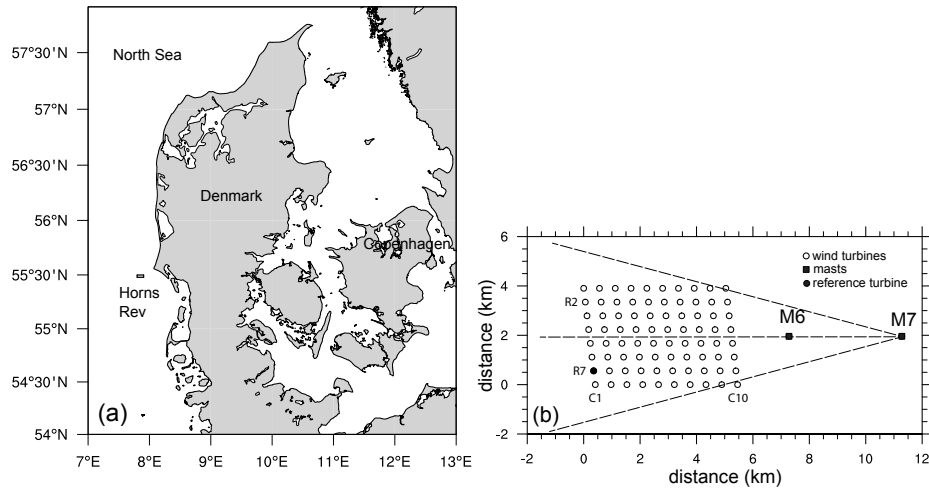 57°30'N
57°N
56°30'N
56°N
55°30'N
55°N
54°30'N
54°N
7°E 8°E 9°E 10°E 11°E 12°E 13°E
North Sea
Denmark
Copenhagen
Horns
Rev
(a)
distance (km)
6
4
2
0
-2
-2 0 2 4 6 8 10 12
distance (km)
wind turbines
masts
reference turbine
R2
M6
M7
R7
C1
C10
(b)